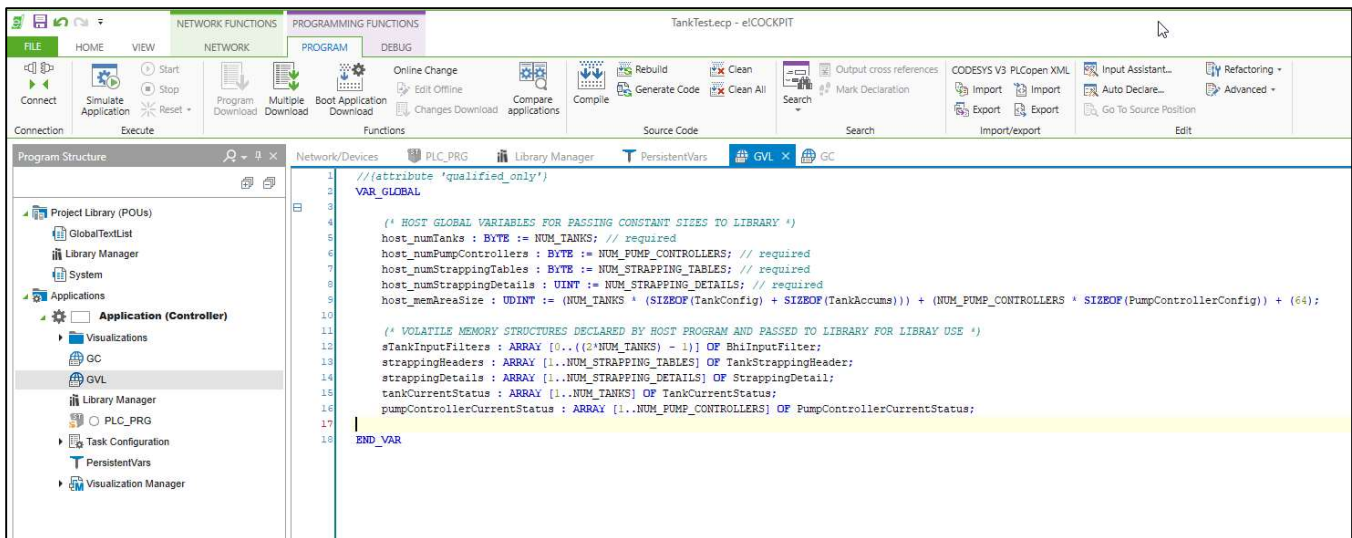 NETWORK FUNCTIONS PROGRAMMING FUNCTIONS TankTest.ecp - e!COCKPIT
FILE HOME VIEW NETWORK PROGRAM DEBUG
Connect
Simulate Application
Start
Stop
Reset
Program Download
Multiple Download
Boot Application Download
Online Change
Edit Offline
Changes Download
Compare applications
Compile
Rebuild
Generate Code
Clean
Clean All
Search
Output cross references
Mark Declaration
CODESYS V3 PLCopen XML
Import Import
Export Export
Input Assistant...
Auto Declare...
Go To Source Position
Refactoring
Advanced
Connection Execute Functions Source Code Search Import/export Edit
Program Structure
Project Library (POUs)
GlobalTextList
Library Manager
System
Applications
Application (Controller)
Visualizations
GC
GVL
Library Manager
PLC_PRG
Task Configuration
PersistentVars
Visualization Manager
Network/Devices PLC_PRG Library Manager PersistentVars GVL GC
1 //{attribute 'qualified_only'}
2 VAR_GLOBAL
3
4 (* HOST GLOBAL VARIABLES FOR PASSING CONSTANT SIZES TO LIBRARY *)
5 host_numTanks : BYTE := NUM_TANKS; // required
6 host_numPumpControllers : BYTE := NUM_PUMP_CONTROLLERS; // required
7 host_numStrappingTables : BYTE := NUM_STRAPPING_TABLES; // required
8 host_numStrappingDetails : UINT := NUM_STRAPPING_DETAILS; // required
9 host_memAreaSize : UDINT := (NUM_TANKS * (SIZEOF(TankConfig) + SIZEOF(TankAccums))) + (NUM_PUMP_CONTROLLERS * SIZEOF(PumpControllerConfig)) + (64);
10
11 (* VOLATILE MEMORY STRUCTURES DECLARED BY HOST PROGRAM AND PASSED TO LIBRARY FOR LIBRAY USE *)
12 sTankInputFilters : ARRAY [0..((2*NUM_TANKS) - 1)] OF BhiInputFilter;
13 strappingHeaders : ARRAY [1..NUM_STRAPPING_TABLES] OF TankStrappingHeader;
14 strappingDetails : ARRAY [1..NUM_STRAPPING_DETAILS] OF StrappingDetail;
15 tankCurrentStatus : ARRAY [1..NUM_TANKS] OF TankCurrentStatus;
16 pumpControllerCurrentStatus : ARRAY [1..NUM_PUMP_CONTROLLERS] OF PumpControllerCurrentStatus;
17
18 END_VAR